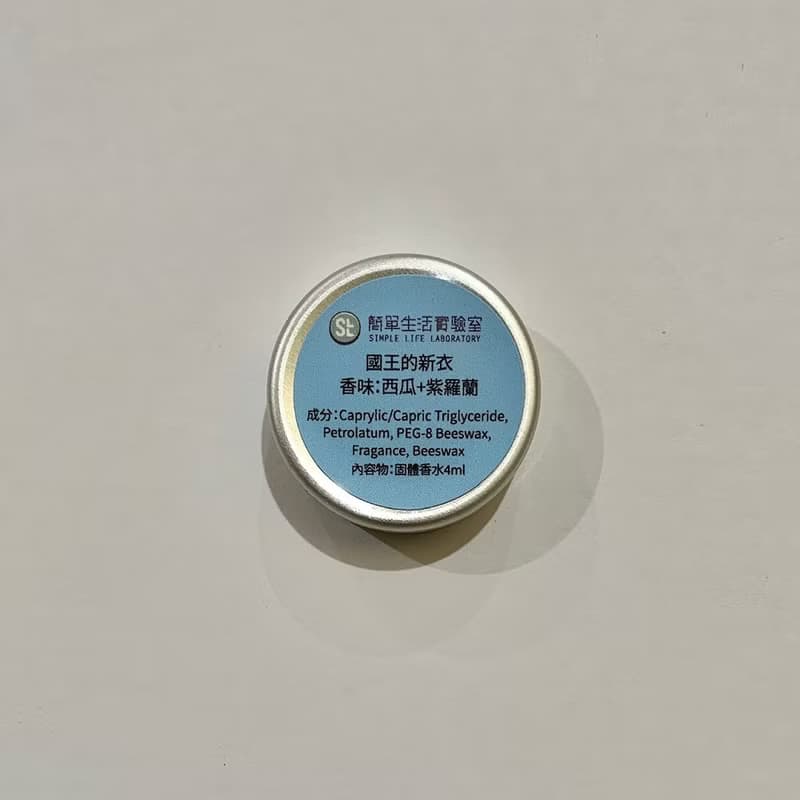 SL 簡單生活實驗室
SIMPLE LIFE LABORATORY
國王的新衣
香味:西瓜+紫羅蘭
成分:Caprylic/Capric Triglyceride,
Petrolatum, PEG-8 Beeswax,
Fragance, Beeswax
內容物:固體香水4ml